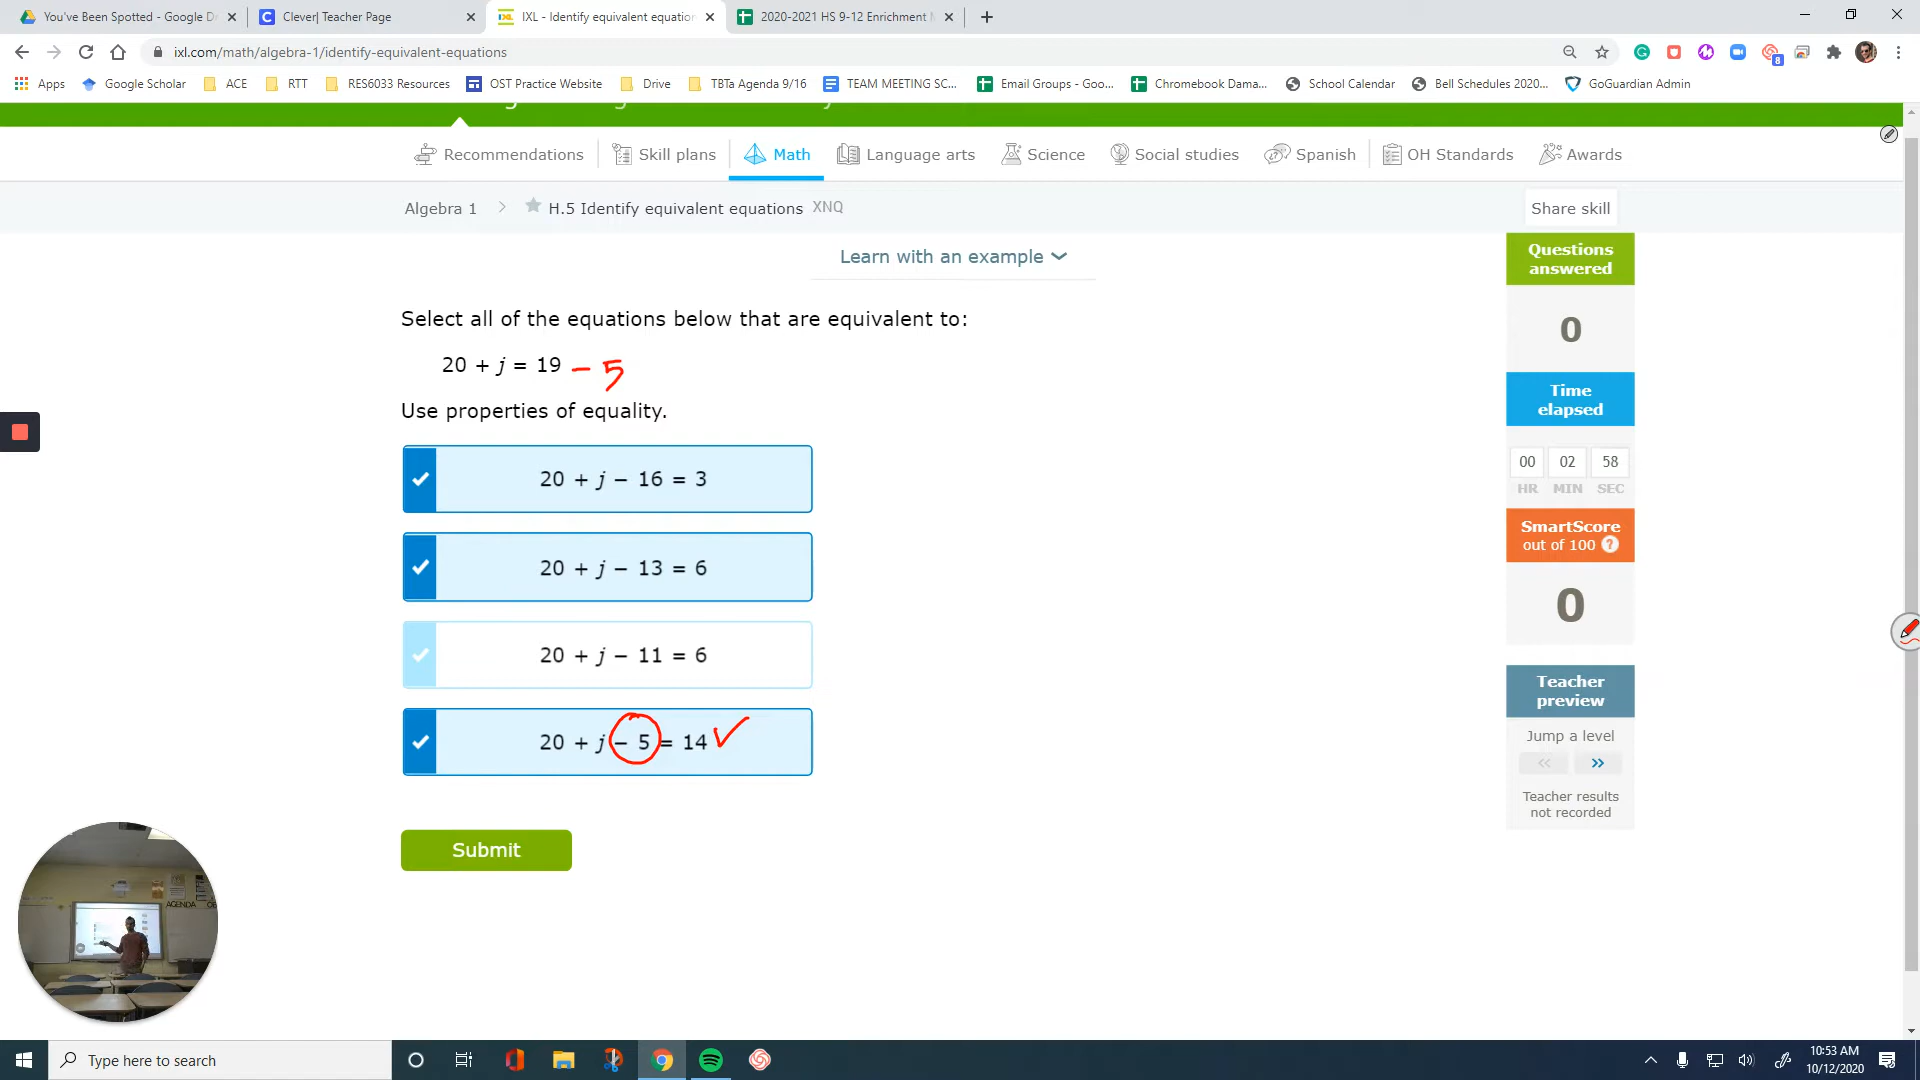 You've Been Spotted - Google Dr
Clever| Teacher Page
IXL - Identify equivalent equation
2020-2021 HS 9-12 Enrichment M
ixl.com/math/algebra-1/identify-equivalent-equations
8
Apps Google Scholar ACE RTT RES6033 Resources OST Practice Website Drive TBTa Agenda 9/16 TEAM MEETING SC... Email Groups - Goo... Chromebook Dama... School Calendar Bell Schedules 2020... GoGuardian Admin
Recommendations Skill plans Math Language arts Science Social studies Spanish OH Standards Awards
Algebra 1 > H.5 Identify equivalent equations XNQ
Share skill
Learn with an example
Select all of the equations below that are equivalent to:
20 + j = 19 - 5
Use properties of equality.
20 + j − 16 = 3
20 + j − 13 = 6
20 + j − 11 = 6
20 + j − 5 = 14 ✓
Submit
Questions
answered
0
Time
elapsed
00 02 58
HR MIN SEC
SmartScore
out of 100 ?
0
Teacher
preview
Jump a level
<< >>
Teacher results
not recorded
AGENDA
Type here to search
10:53 AM
10/12/2020